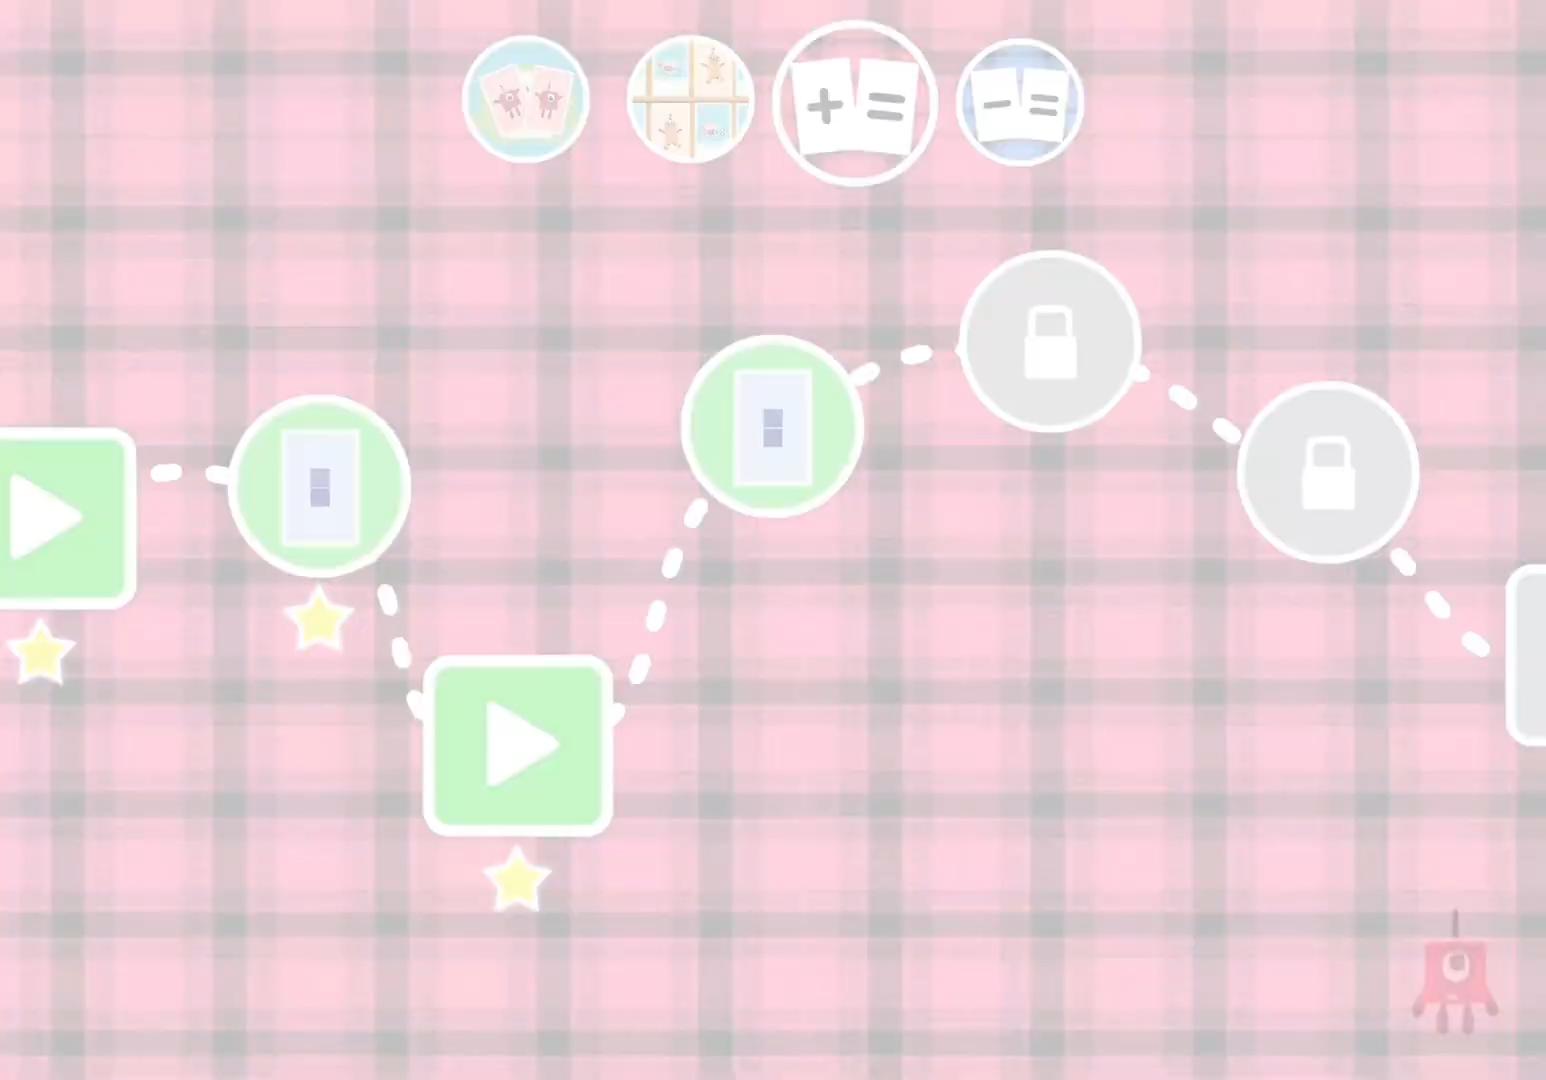 + =
- =